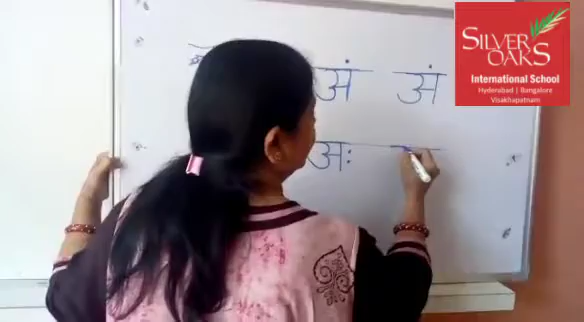 SILVER
OAKS
International School
Hyderabad | Bangalore
Visakhapatnam
अं अं
अः